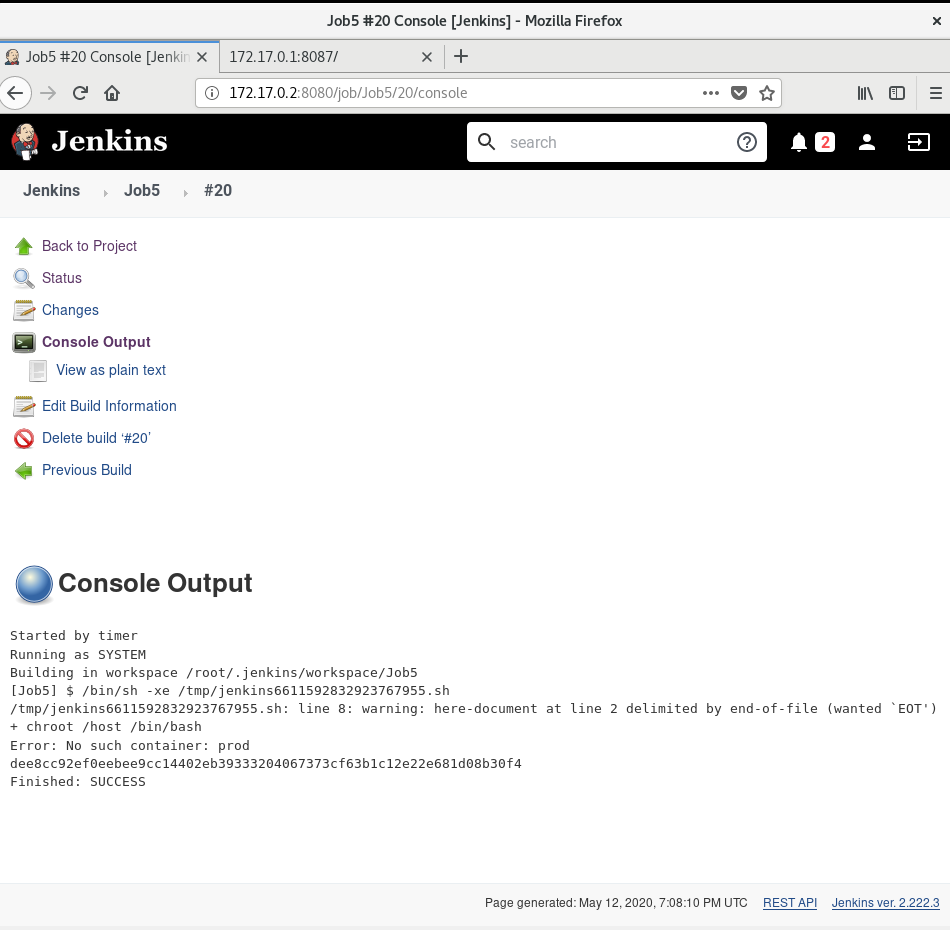 Job5 #20 Console [Jenkins] - Mozilla Firefox
Job5 #20 Console [Jenkin
172.17.0.1:8087/
172.17.0.2:8080/job/Job5/20/console
Jenkins
search
2
Jenkins Job5 #20
Back to Project
Status
Changes
Console Output
View as plain text
Edit Build Information
Delete build ‘#20’
Previous Build
Console Output
Started by timer
Running as SYSTEM
Building in workspace /root/.jenkins/workspace/Job5
[Job5] $ /bin/sh -xe /tmp/jenkins6611592832923767955.sh
/tmp/jenkins6611592832923767955.sh: line 8: warning: here-document at line 2 delimited by end-of-file (wanted `EOT')
+ chroot /host /bin/bash
Error: No such container: prod
dee8cc92ef0eebee9cc14402eb39333204067373cf63b1c12e22e681d08b30f4
Finished: SUCCESS
Page generated: May 12, 2020, 7:08:10 PM UTC REST API Jenkins ver. 2.222.3